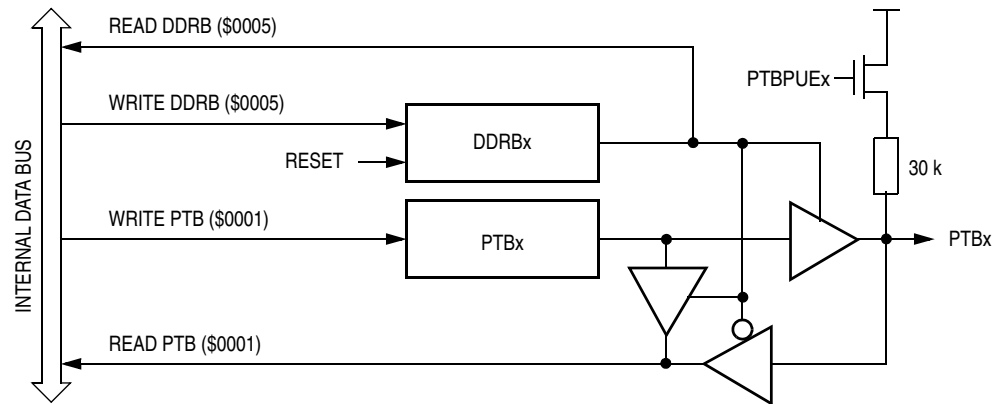 READ DDRB ($0005)
PTBPUEx
WRITE DDRB ($0005)
DDRBx
RESET
30 k
INTERNAL DATA BUS
WRITE PTB ($0001)
PTBx
PTBx
READ PTB ($0001)